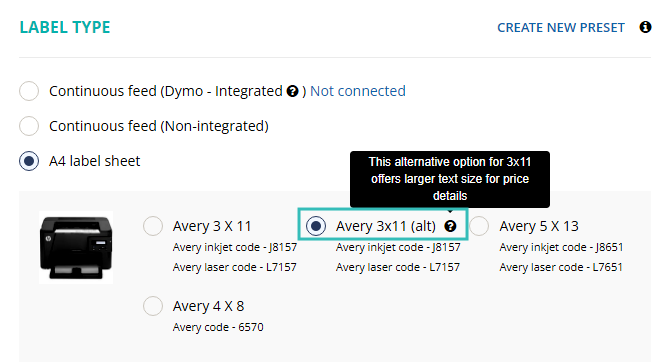 LABEL TYPE
CREATE NEW PRESET
Continuous feed (Dymo - Integrated ? ) Not connected
Continuous feed (Non-integrated)
A4 label sheet
This alternative option for 3x11
offers larger text size for price
details
Avery 3 X 11
Avery inkjet code - J8157
Avery laser code - L7157
Avery 3x11 (alt) ?
Avery inkjet code - J8157
Avery laser code - L7157
Avery 5 X 13
Avery inkjet code - J8651
Avery laser code - L7651
Avery 4 X 8
Avery code - 6570